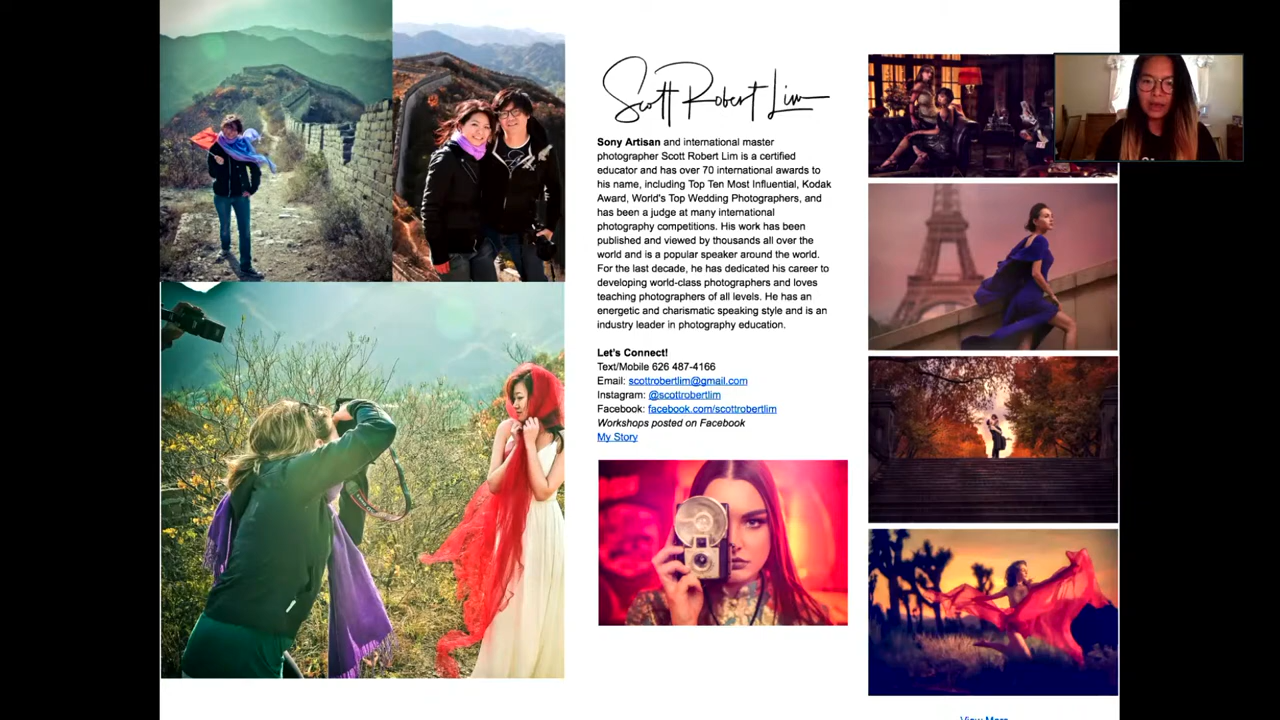 Scott Robert Lim
Sony Artisan and international master
photographer Scott Robert Lim is a certified
educator and has over 70 international awards to
his name, including Top Ten Most Influential, Kodak
Award, World's Top Wedding Photographers, and
has been a judge at many international
photography competitions. His work has been
published and viewed by thousands all over the
world and is a popular speaker around the world.
For the last decade, he has dedicated his career to
developing world-class photographers and loves
teaching photographers of all levels. He has an
energetic and charismatic speaking style and is an
industry leader in photography education.
Let's Connect!
Text/Mobile 626 487-4166
Email: scottrobertlim@gmail.com
Instagram: @scottrobertlim
Facebook: facebook.com/scottrobertlim
Workshops posted on Facebook
My Story
View More